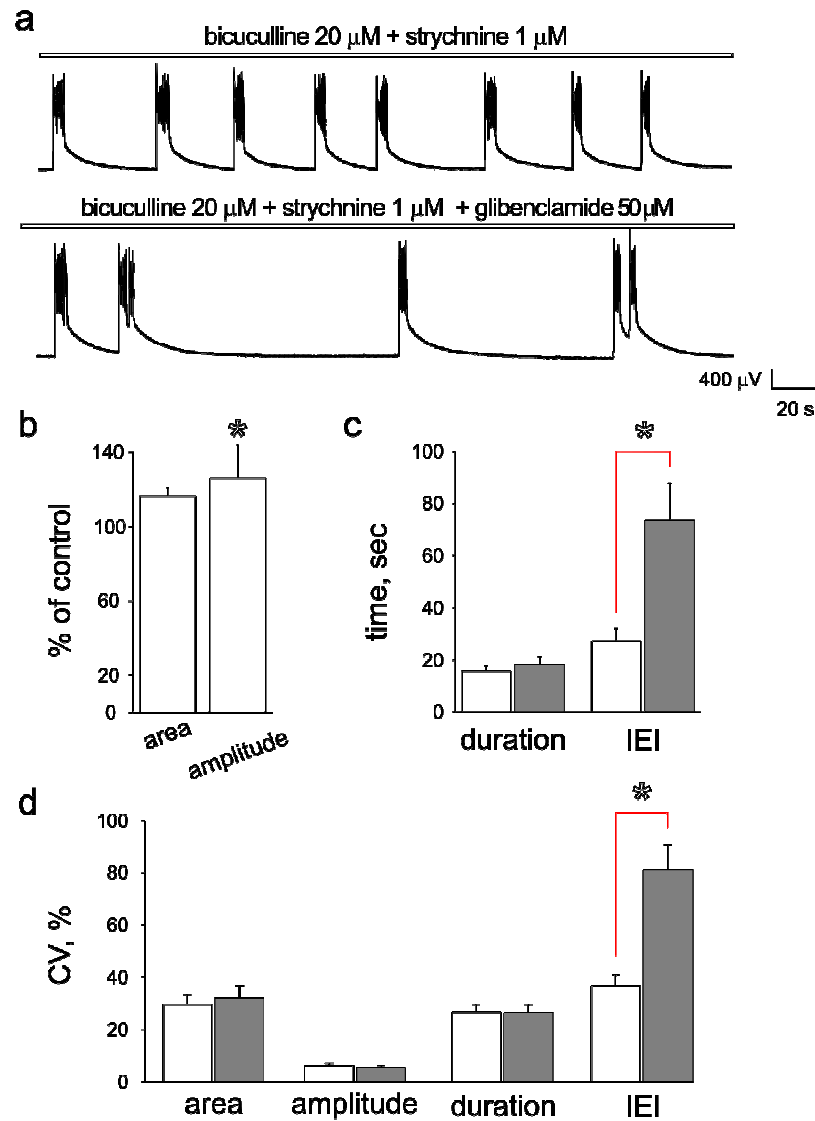 a
bicuculline 20 µM + strychnine 1 µM
bicuculline 20 µM + strychnine 1 µM + glibenclamide 50µM
400 µV
20 s
b
*
140
100
60
20
0
% of control
area
amplitude
c
*
100
80
60
40
20
0
time, sec
duration
IEI
d
*
100
80
60
40
20
0
CV, %
area
amplitude
duration
IEI